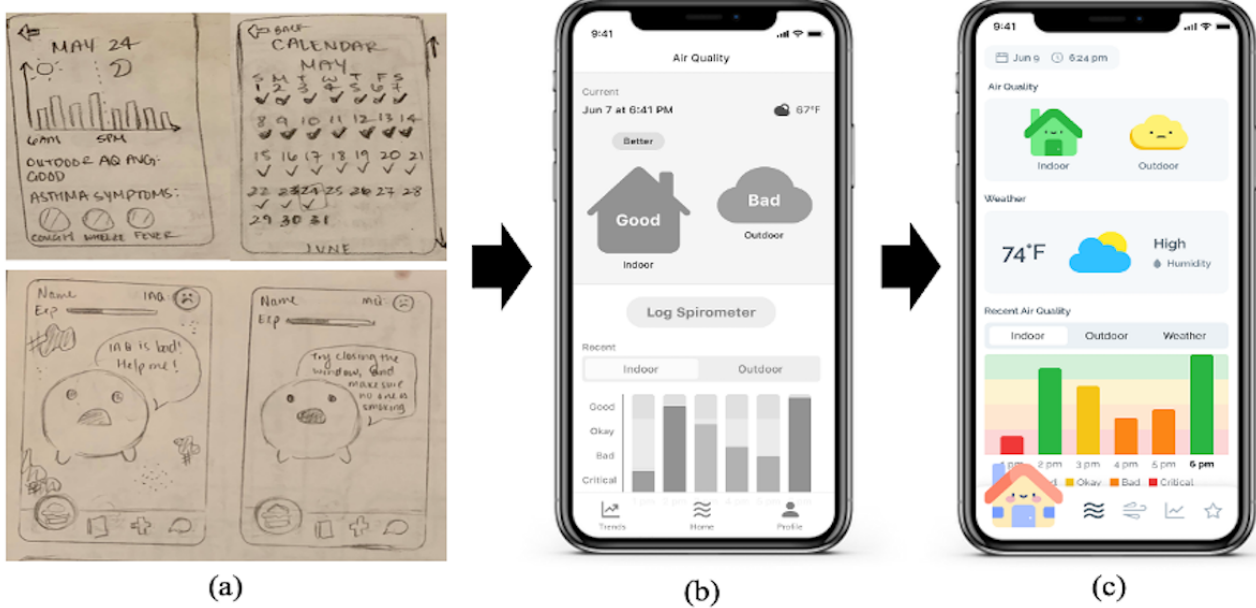 MAY 24
6AM 5PM
OUTDOOR AQ AVG:
GOOD
ASTHMA SYMPTOMS:
COUGH WHEEZE FEVER
BACK
CALENDAR
MAY
S M T W T F S
1 2 3 4 5 6 7
8 9 10 11 12 13 14
15 16 17 18 19 20 21
22 23 24 25 26 27 28
29 30 31
JUNE
Name IAQ:
Exp
IAQ is bad!
Help me!
Name IAQ:
Exp
Try closing the
window, and
make sure
no one is
smoking
(a)
9:41
Air Quality
Current
Jun 7 at 6:41 PM 67°F
Better
Good
Bad
Outdoor
Indoor
Log Spirometer
Recent
Indoor Outdoor
Good
Okay
Bad
Critical
Trends Home Profile
(b)
9:41
Jun 9 6:24 pm
Air Quality
Indoor Outdoor
Weather
74°F High
Humidity
Recent Air Quality
Indoor Outdoor Weather
pm 2 pm 3 pm 4 pm 5 pm 6 pm
Okay Bad Critical
(c)